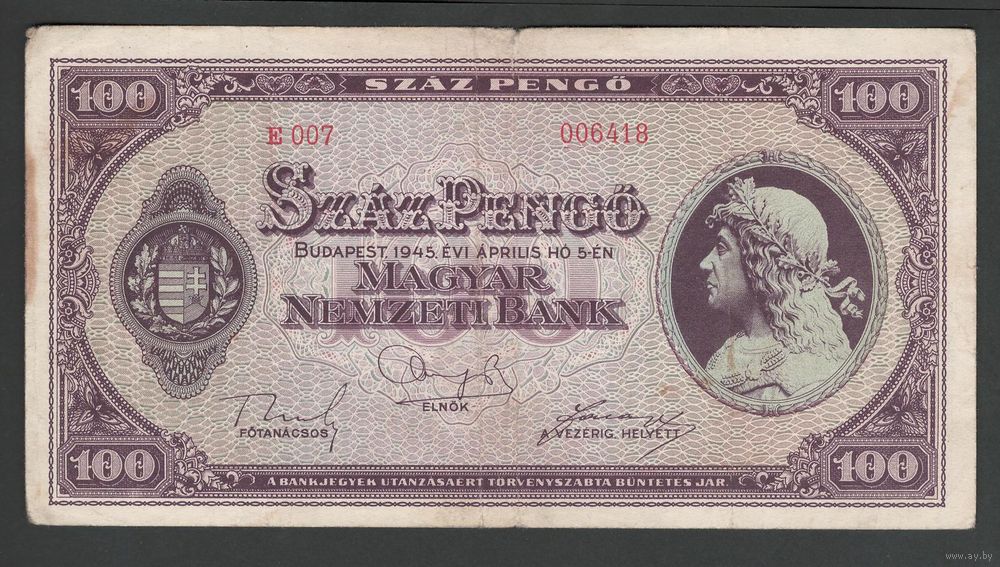 100 SZÁZ PENGŐ 100
E 007 006418
SZÁZ PENGŐ
BUDAPEST, 1945. ÉVI ÁPRILIS HÓ 5-ÉN
MAGYAR
NEMZETI BANK
ELNÖK
FŐTANÁCSOS A VEZÉRIG. HELYETT
100 100
A BANKJEGYEK UTÁNZÁSÁÉRT TÖRVÉNYSZABTA BÜNTETÉS JÁR.
www.ay.by